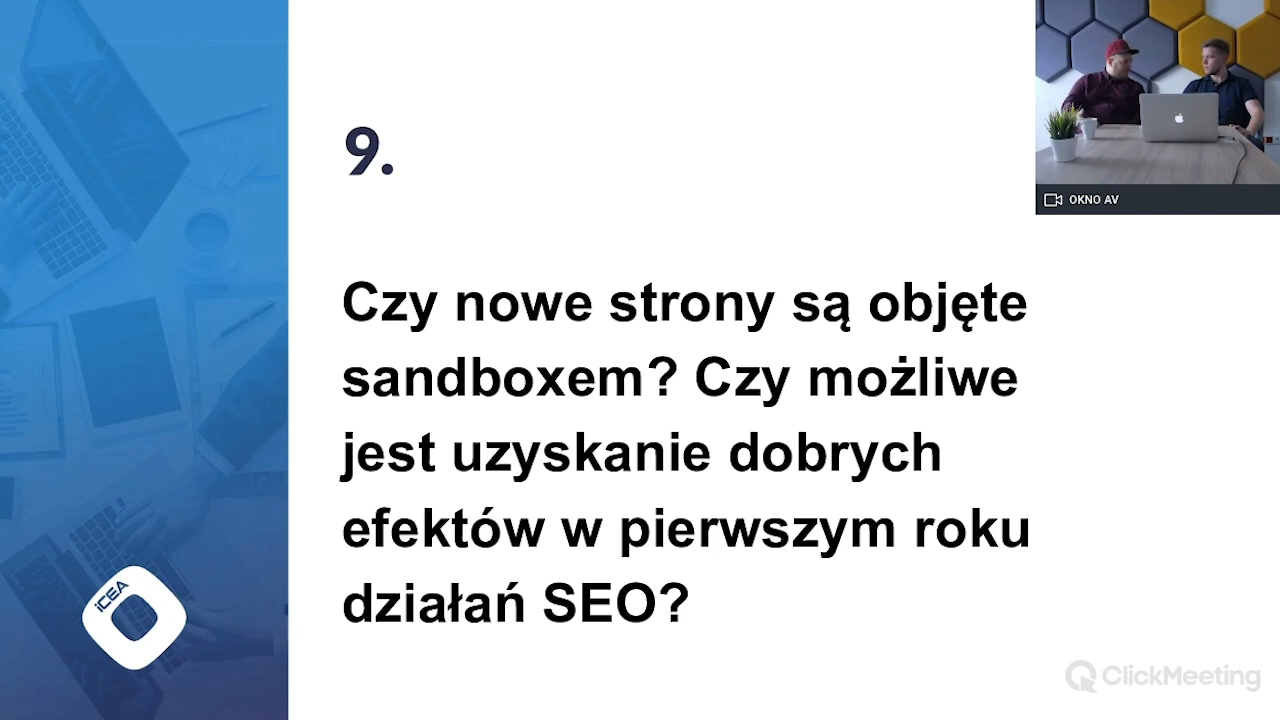 9.
OKNO AV
Czy nowe strony są objęte
sandboxem? Czy możliwe
jest uzyskanie dobrych
efektów w pierwszym roku
działań SEO?
iCEA
ClickMeeting